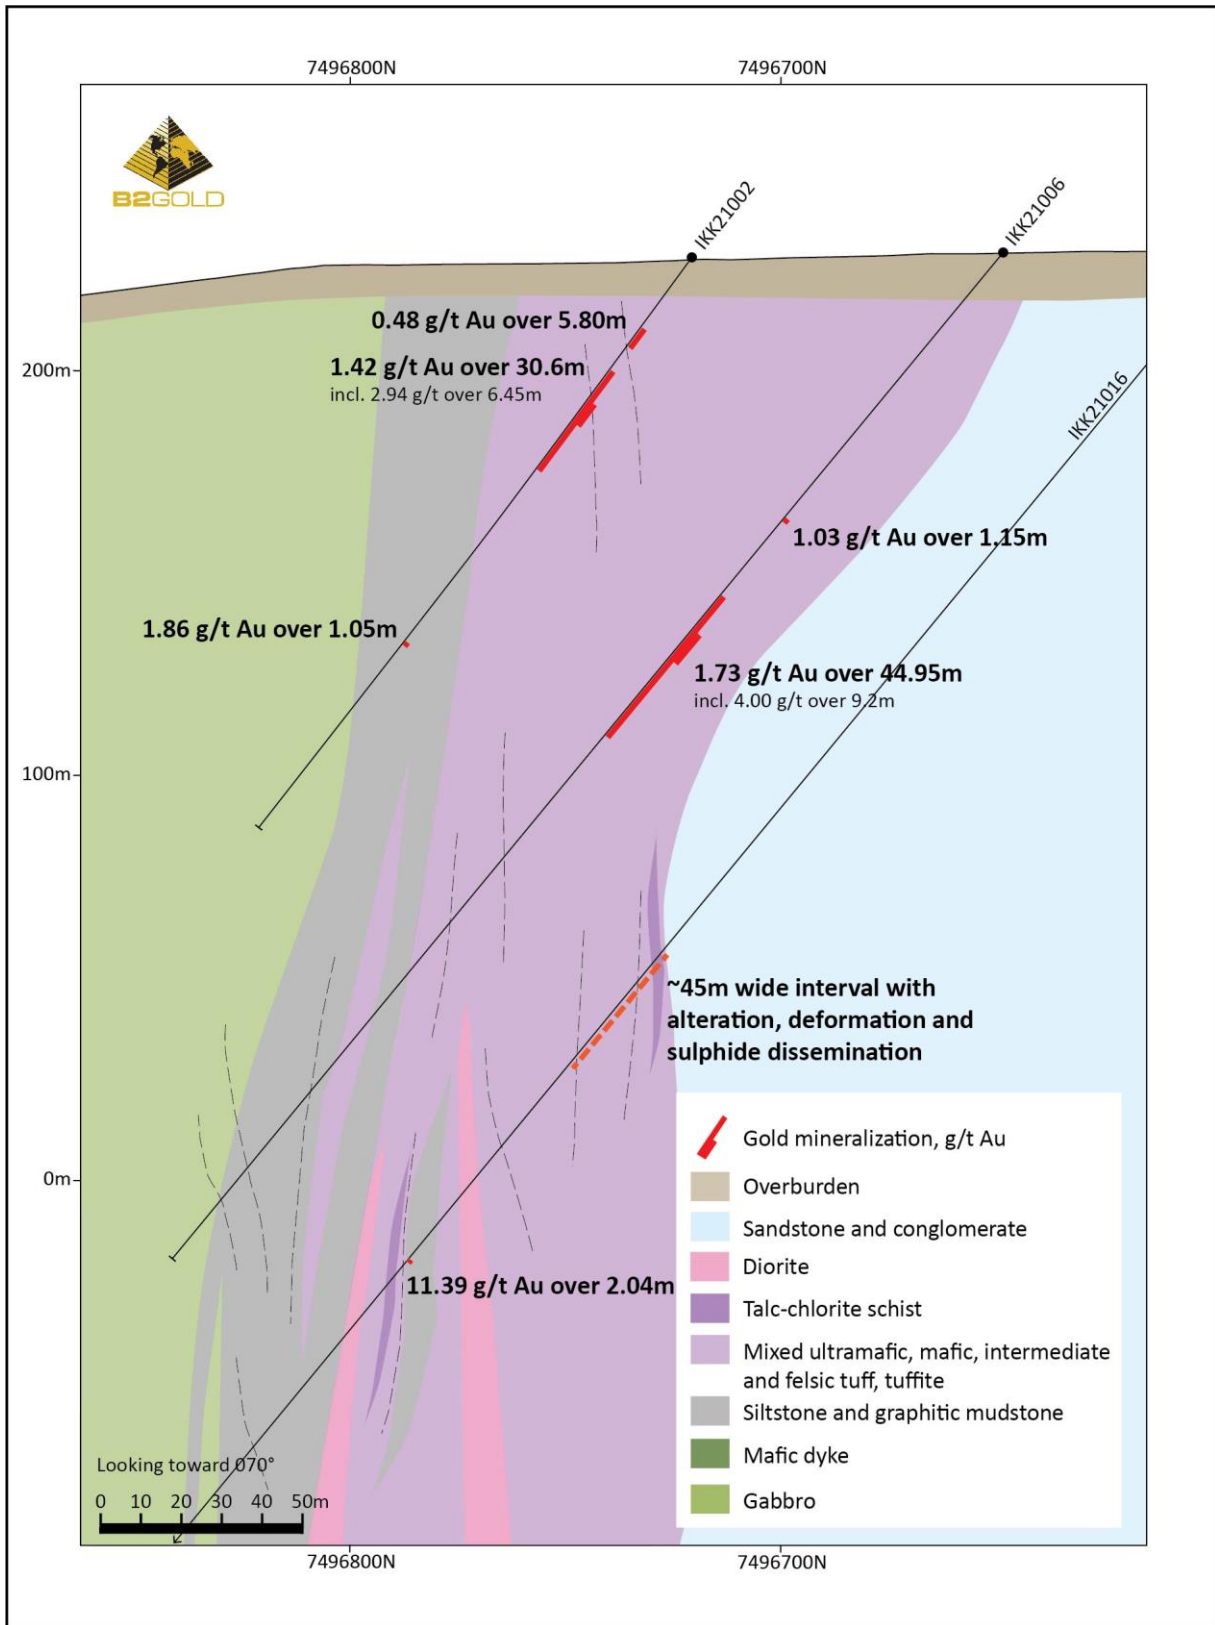 7496800N 7496700N
B2GOLD
IKK21002
IKK21006
0.48 g/t Au over 5.80m
1.42 g/t Au over 30.6m
incl. 2.94 g/t over 6.45m
200m
IKK21016
1.03 g/t Au over 1.15m
1.86 g/t Au over 1.05m
1.73 g/t Au over 44.95m
incl. 4.00 g/t over 9.2m
100m
~45m wide interval with
alteration, deformation and
sulphide dissemination
0m
11.39 g/t Au over 2.04m
Gold mineralization, g/t Au
Overburden
Sandstone and conglomerate
Diorite
Talc-chlorite schist
Mixed ultramafic, mafic, intermediate
and felsic tuff, tuffite
Siltstone and graphitic mudstone
Mafic dyke
Gabbro
Looking toward 070°
0 10 20 30 40 50m
7496800N 7496700N